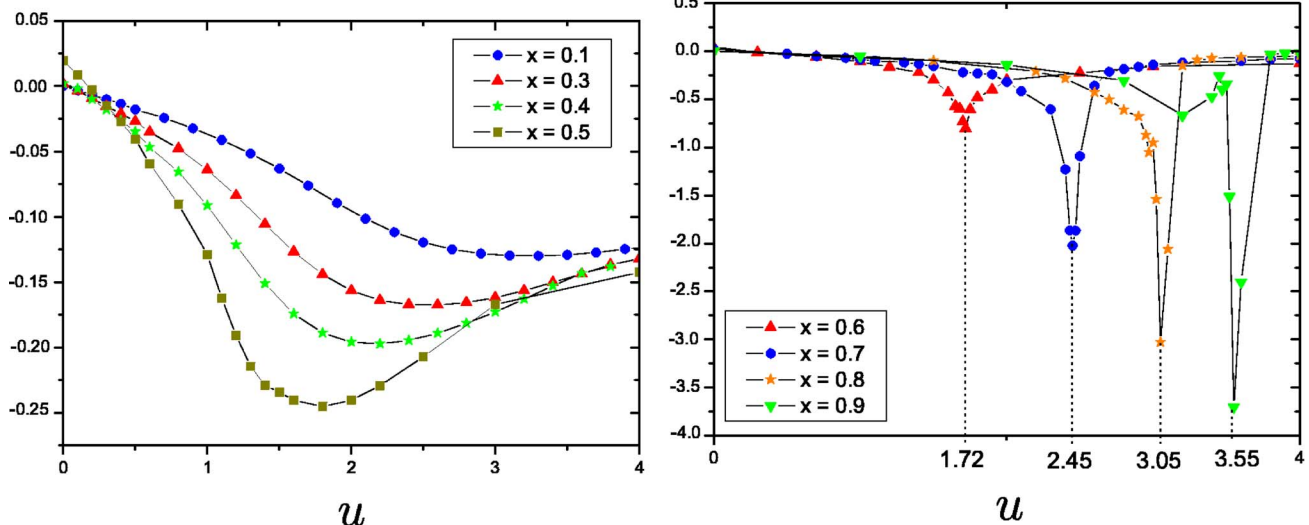 0.05
0.00
-0.05
-0.10
-0.15
-0.20
-0.25
0 1 2 3 4
u
x = 0.1
x = 0.3
x = 0.4
x = 0.5
0.5
0.0
-0.5
-1.0
-1.5
-2.0
-2.5
-3.0
-3.5
-4.0
0 1.72 2.45 3.05 3.55 4
u
x = 0.6
x = 0.7
x = 0.8
x = 0.9